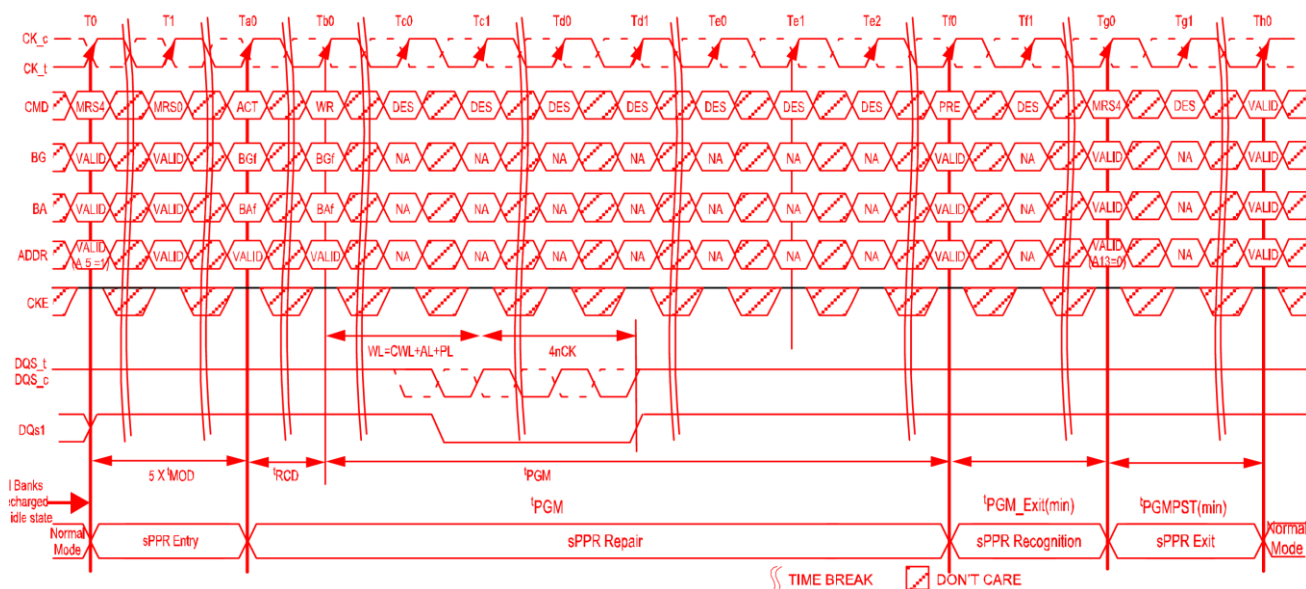 T0 T1 Ta0 Tb0 Tc0 Tc1 Td0 Td1 Te0 Te1 Te2 Tf0 Tf1 Tg0 Tg1 Th0
CK_c
CK_t
CMD MRS4 MRS0 ACT WR DES DES DES DES DES DES DES PRE DES MRS4 DES VALID
BG VALID VALID BGf BGf NA NA NA NA NA NA NA VALID NA VALID NA VALID
BA VALID VALID BAf BAf NA NA NA NA NA NA NA VALID NA VALID NA VALID
ADDR VALID (A 5 =1) VALID VALID VALID NA NA NA NA NA NA NA VALID NA VALID (A13=0) NA VALID
CKE
WL=CWL+AL+PL 4nCK
DQS_t
DQS_c
DQs1
5 X tMOD tRCD tPGM
l Banks
echarged
idle state
tPGM tPGM_Exit(min) tPGMPST(min)
Normal Mode sPPR Entry sPPR Repair sPPR Recognition sPPR Exit Normal Mode
TIME BREAK DON'T CARE